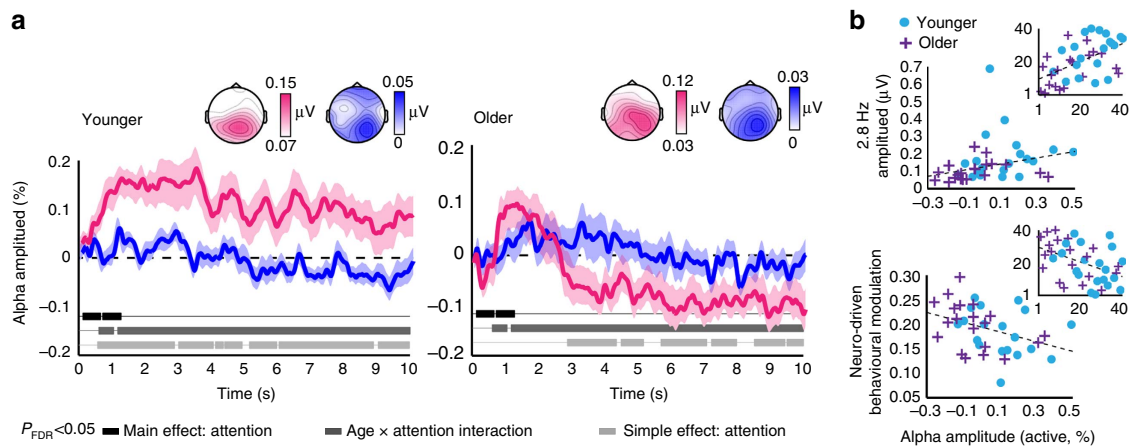 a
Younger
0.15
μV
0.07
0.05
μV
0
Older
0.12
μV
0.03
0.03
μV
0
Alpha amplitued (%)
0.2
0.1
0
–0.1
–0.2
0 1 2 3 4 5 6 7 8 9 10
Time (s)
0.2
0.1
0
–0.1
–0.2
0 1 2 3 4 5 6 7 8 9 10
Time (s)
PFDR<0.05 Main effect: attention Age × attention interaction Simple effect: attention
b
Younger
Older
2.8 Hz
amplitued (μV)
0.7
0.6
0.5
0.4
0.3
0.2
0.1
0
–0.3 –0.1 0.1 0.3 0.5
40
20
1
1 20 40
Neuro-driven
behavioural modulation
0.30
0.25
0.20
0.15
0.10
0.05
–0.3 –0.1 0.1 0.3 0.5
Alpha amplitude (active, %)
40
20
1
1 20 40